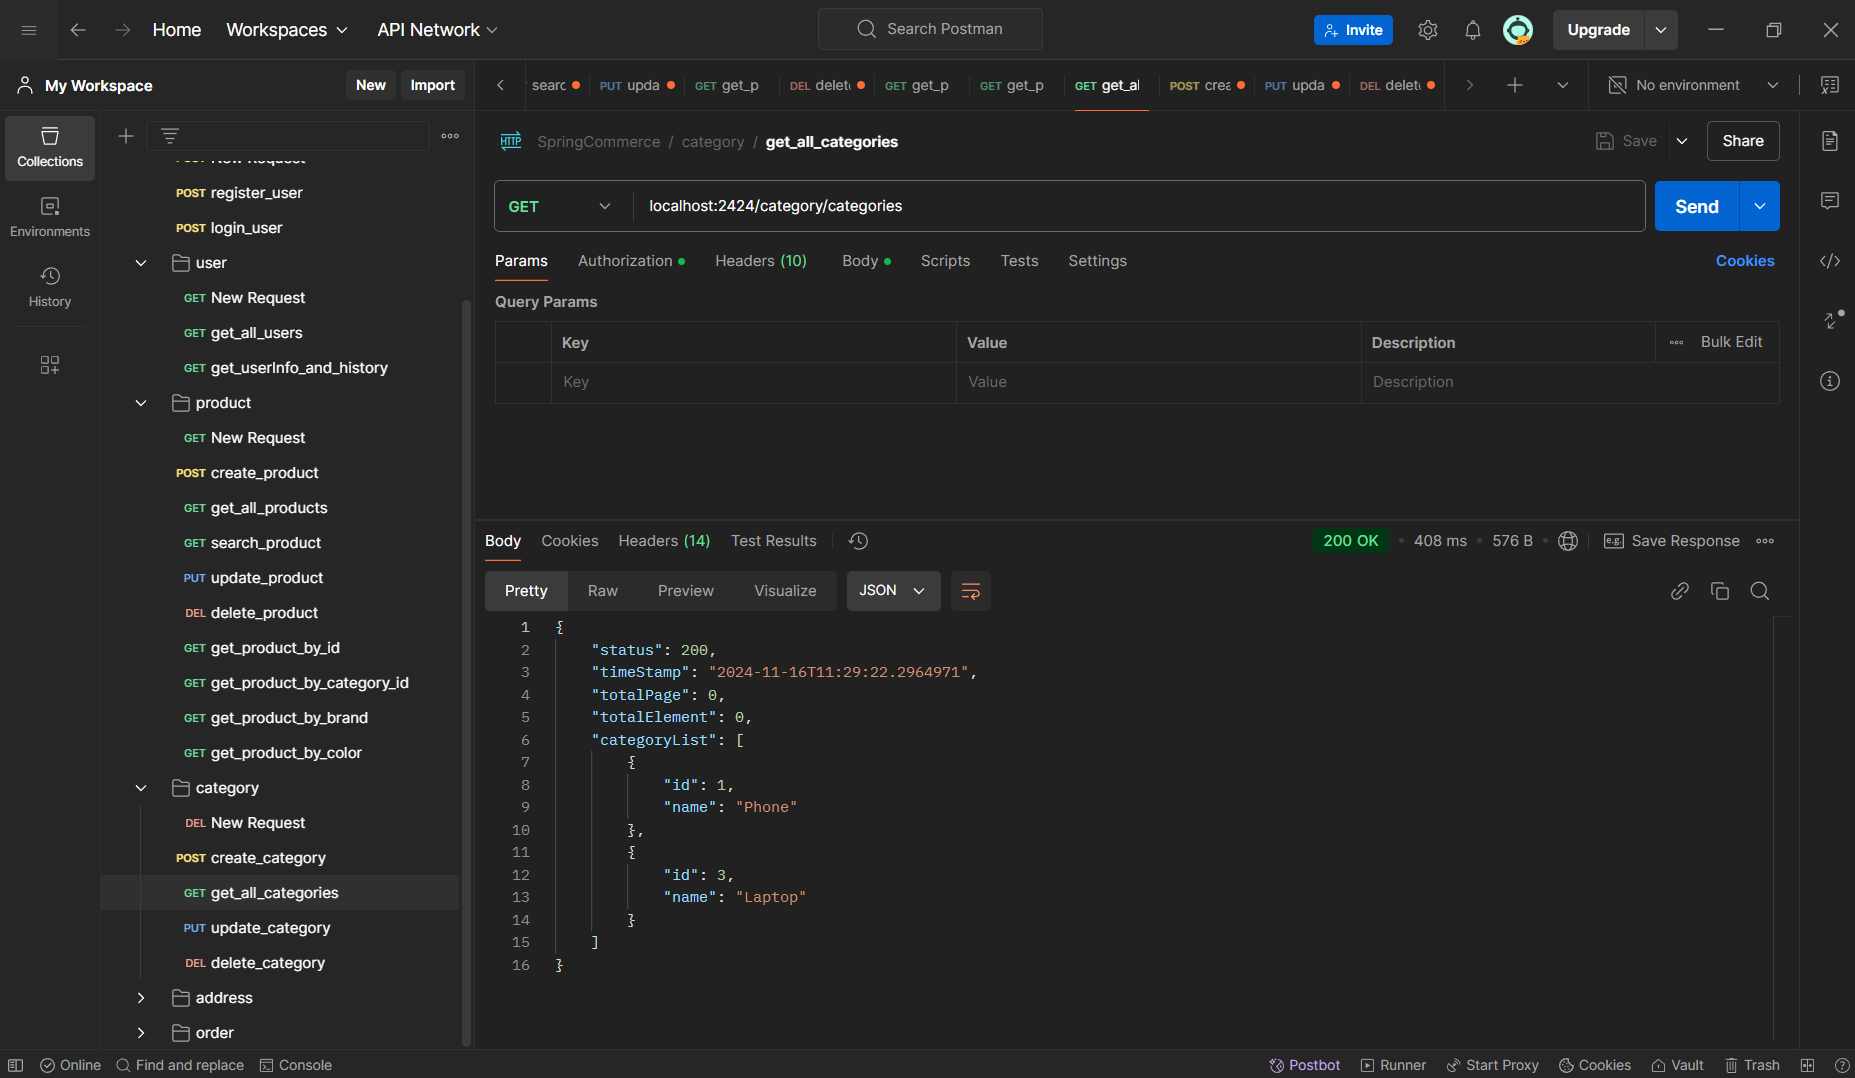 Home Workspaces API Network Search Postman Invite Upgrade
My Workspace New Import
searc PUT upda GET get_p DEL delet GET get_p GET get_p GET get_al POST crea PUT upda DEL delet No environment
Collections
Environments
History
register_user
POST register_user
POST login_user
user
GET New Request
GET get_all_users
GET get_userInfo_and_history
product
GET New Request
POST create_product
GET get_all_products
GET search_product
PUT update_product
DEL delete_product
GET get_product_by_id
GET get_product_by_category_id
GET get_product_by_brand
GET get_product_by_color
category
DEL New Request
POST create_category
GET get_all_categories
PUT update_category
DEL delete_category
address
order
HTTP SpringCommerce / category / get_all_categories Save Share
GET localhost:2424/category/categories Send
Params Authorization Headers (10) Body Scripts Tests Settings Cookies
Query Params
Key Value Description Bulk Edit
Key Value Description
Body Cookies Headers (14) Test Results 200 OK 408 ms 576 B e.g. Save Response
Pretty Raw Preview Visualize JSON
1 {
2 "status": 200,
3 "timeStamp": "2024-11-16T11:29:22.2964971",
4 "totalPage": 0,
5 "totalElement": 0,
6 "categoryList": [
7 {
8 "id": 1,
9 "name": "Phone"
10 },
11 {
12 "id": 3,
13 "name": "Laptop"
14 }
15 ]
16 }
Online Find and replace Console Postbot Runner Start Proxy Cookies Vault Trash